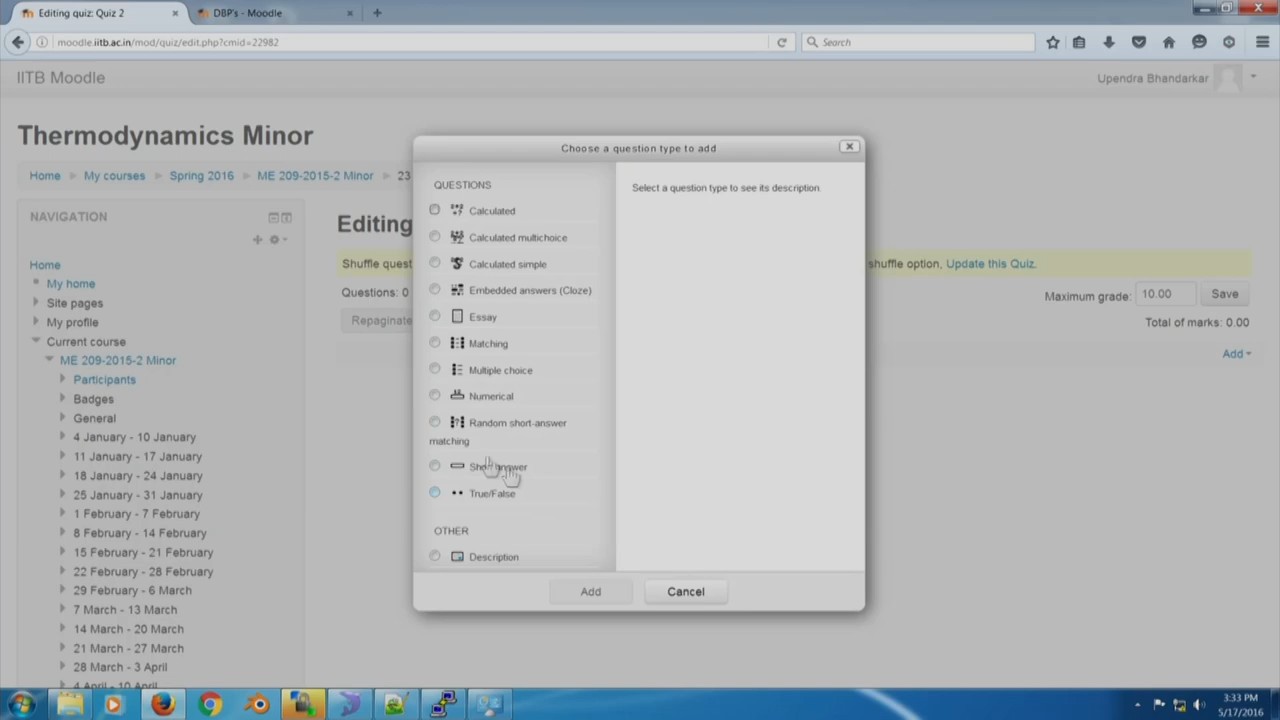 Editing quiz: Quiz 2
DBP's - Moodle
moodle.iitb.ac.in/mod/quiz/edit.php?cmid=22982
Search
IITB Moodle
Upendra Bhandarkar
Thermodynamics Minor
Home
My courses
Spring 2016
ME 209-2015-2 Minor
23
NAVIGATION
Home
My home
Site pages
My profile
Current course
ME 209-2015-2 Minor
Participants
Badges
General
4 January - 10 January
11 January - 17 January
18 January - 24 January
25 January - 31 January
1 February - 7 February
8 February - 14 February
15 February - 21 February
22 February - 28 February
29 February - 6 March
7 March - 13 March
14 March - 20 March
21 March - 27 March
28 March - 3 April
4 April - 10 April
Editing
Shuffle quest
shuffle option, Update this Quiz.
Questions: 0
Maximum grade: 10.00 Save
Repaginate
Total of marks: 0.00
Add
Choose a question type to add
QUESTIONS
Calculated
Calculated multichoice
Calculated simple
Embedded answers (Cloze)
Essay
Matching
Multiple choice
Numerical
Random short-answer
matching
Short answer
True/False
OTHER
Description
Select a question type to see its description.
Add
Cancel
3:33 PM
5/17/2016